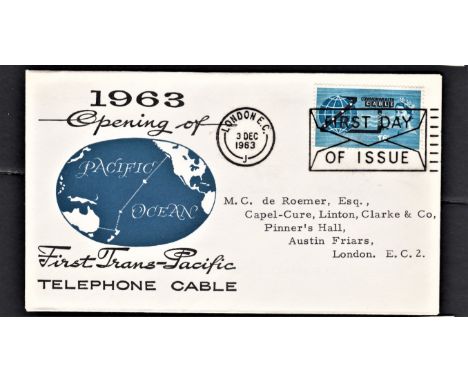 1963
Opening of
PACIFIC
OCEAN
First Trans-Pacific
TELEPHONE CABLE
LONDON E.C.
3 DEC
1963
J
CABLE
FIRST DAY
OF ISSUE
M.C. de Roemer, Esq.,
Capel-Cure, Linton, Clarke & Co,
Pinner's Hall,
Austin Friars,
London. E.C.2.